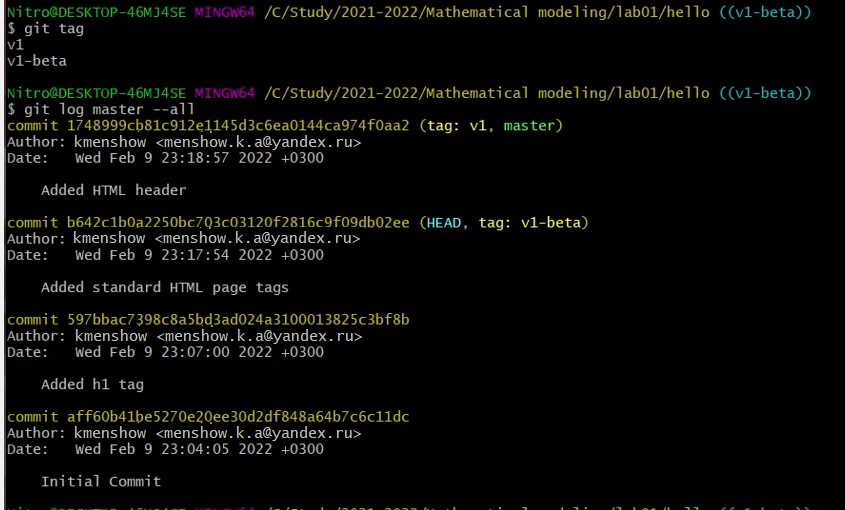 Nitro@DESKTOP-46MJ4SE MINGW64 /C/Study/2021-2022/Mathematical modeling/lab01/hello ((v1-beta))
$ git tag
v1
v1-beta
Nitro@DESKTOP-46MJ4SE MINGW64 /C/Study/2021-2022/Mathematical modeling/lab01/hello ((v1-beta))
$ git log master --all
commit 1748999cb81c912e1145d3c6ea0144ca974f0aa2 (tag: v1, master)
Author: kmenshow <menshow.k.a@yandex.ru>
Date:   Wed Feb 9 23:18:57 2022 +0300
Added HTML header
commit b642c1b0a2250bc703c03120f2816c9f09db02ee (HEAD, tag: v1-beta)
Author: kmenshow <menshow.k.a@yandex.ru>
Date:   Wed Feb 9 23:17:54 2022 +0300
Added standard HTML page tags
commit 597bbac7398c8a5bd3ad024a3100013825c3bf8b
Author: kmenshow <menshow.k.a@yandex.ru>
Date:   Wed Feb 9 23:07:00 2022 +0300
Added h1 tag
commit aff60b41be5270e20ee30d2df848a64b7c6c11dc
Author: kmenshow <menshow.k.a@yandex.ru>
Date:   Wed Feb 9 23:04:05 2022 +0300
Initial Commit